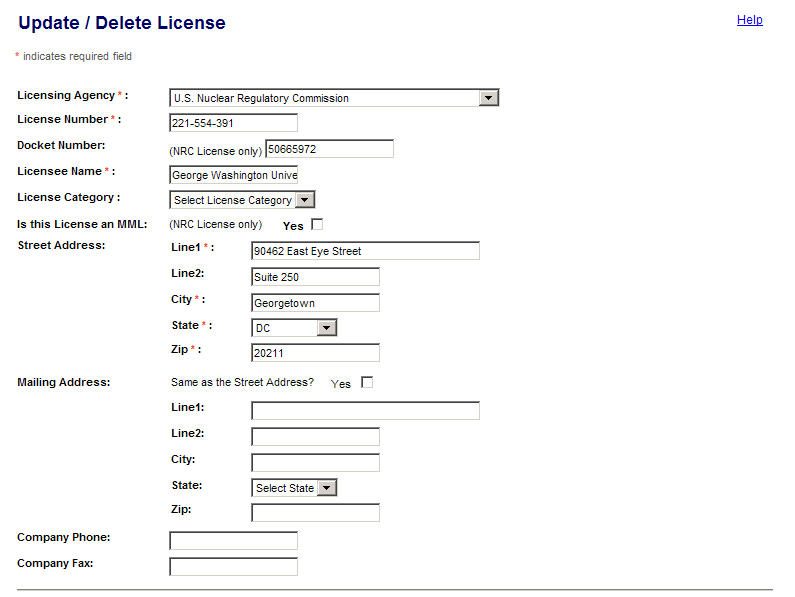 Update / Delete License
Help
* indicates required field
Licensing Agency * : U.S. Nuclear Regulatory Commission
License Number * : 221-554-391
Docket Number: (NRC License only) 50665972
Licensee Name * : George Washington Unive
License Category : Select License Category
Is this License an MML: (NRC License only) Yes
Street Address: Line1 * : 90462 East Eye Street
Line2: Suite 250
City * : Georgetown
State * : DC
Zip * : 20211
Mailing Address: Same as the Street Address? Yes
Line1:
Line2:
City:
State: Select State
Zip:
Company Phone:
Company Fax: